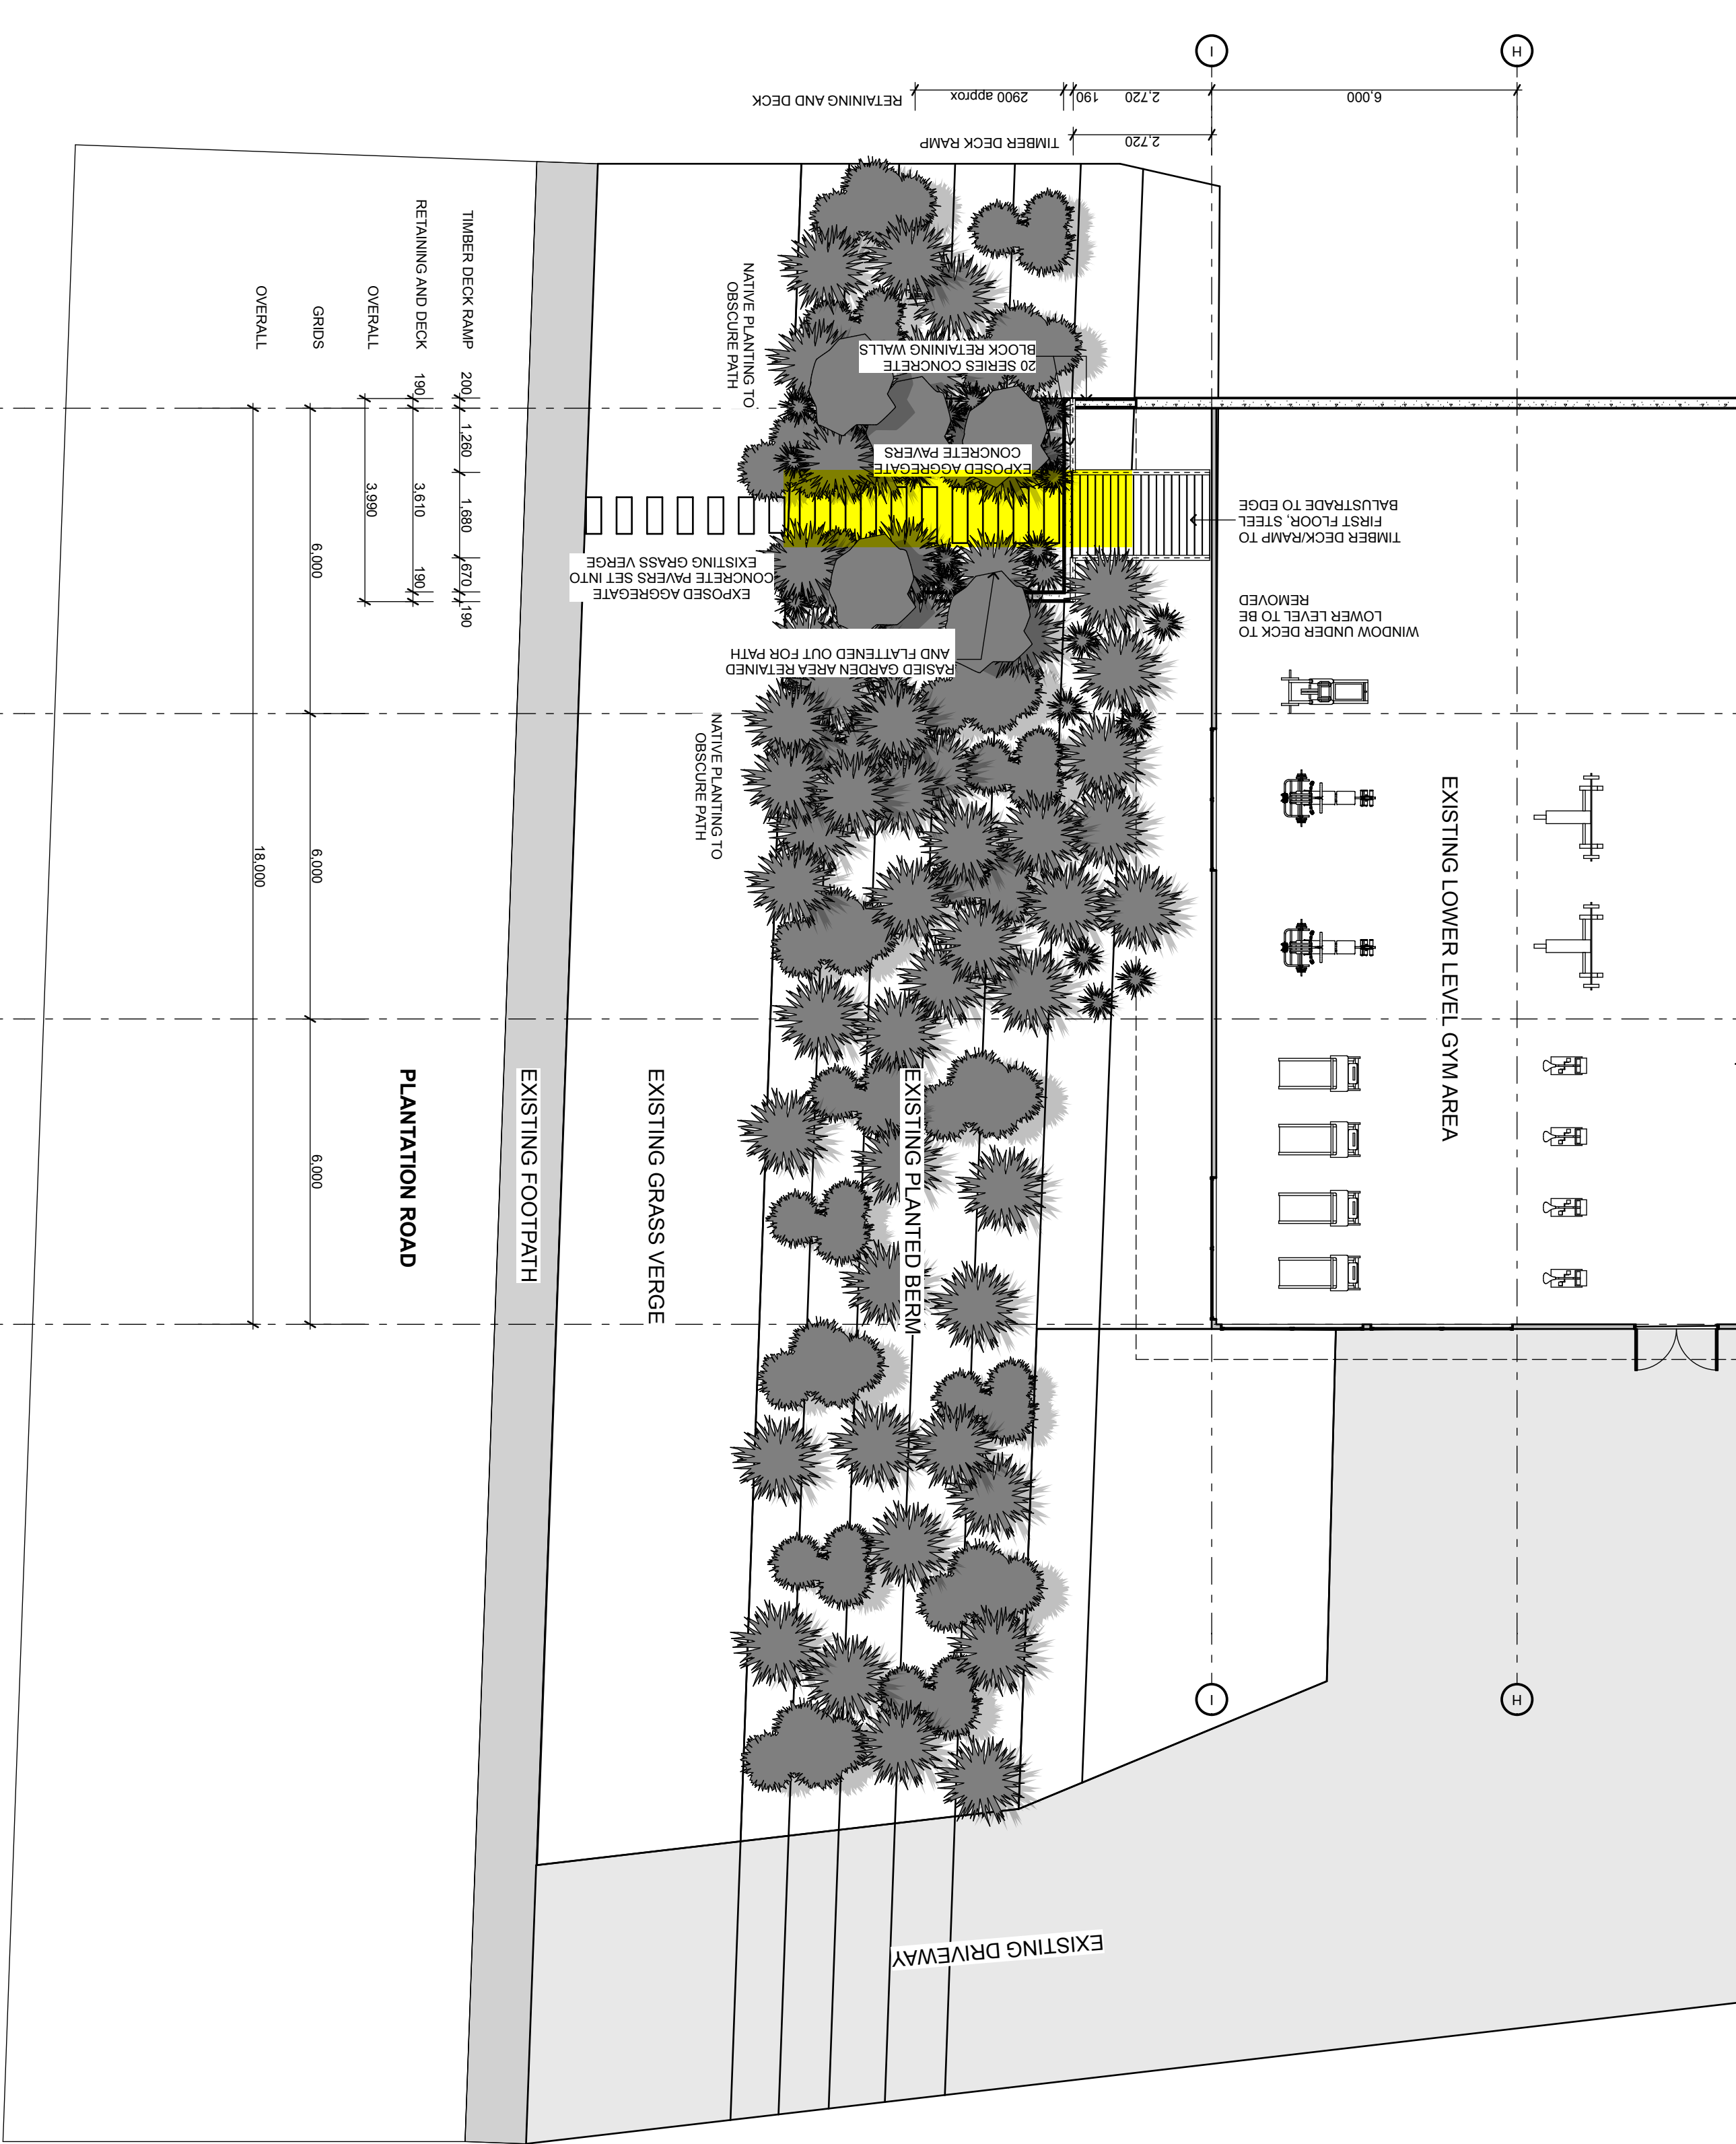 I
H
RETAINING AND DECK
2900 approx
190
2,720
6,000
TIMBER DECK RAMP
2,720
TIMBER DECK RAMP
200
1,260
1,680
670
190
RETAINING AND DECK
190
3,610
190
OVERALL
3,990
GRIDS
6,000
6,000
6,000
OVERALL
18,000
NATIVE PLANTING TO
OBSCURE PATH
20 SERIES CONCRETE
BLOCK RETAINING WALLS
EXPOSED AGGREGATE
CONCRETE PAVERS
TIMBER/DECK/RAMP TO
FIRST FLOOR, STEEL
BALUSTRADE TO EDGE
EXPOSED AGGREGATE
CONCRETE PAVERS SET INTO
EXISTING GRASS VERGE
WINDOW UNDER DECK TO
LOWER LEVEL TO BE
REMOVED
RASIED GARDEN AREA RETAINED
AND FLATTENED OUT FOR PATH
NATIVE PLANTING TO
OBSCURE PATH
EXISTING LOWER LEVEL GYM AREA
PLANTATION ROAD
EXISTING FOOTPATH
EXISTING GRASS VERGE
EXISTING PLANTED BERM
I
H
EXISTING DRIVEWAY